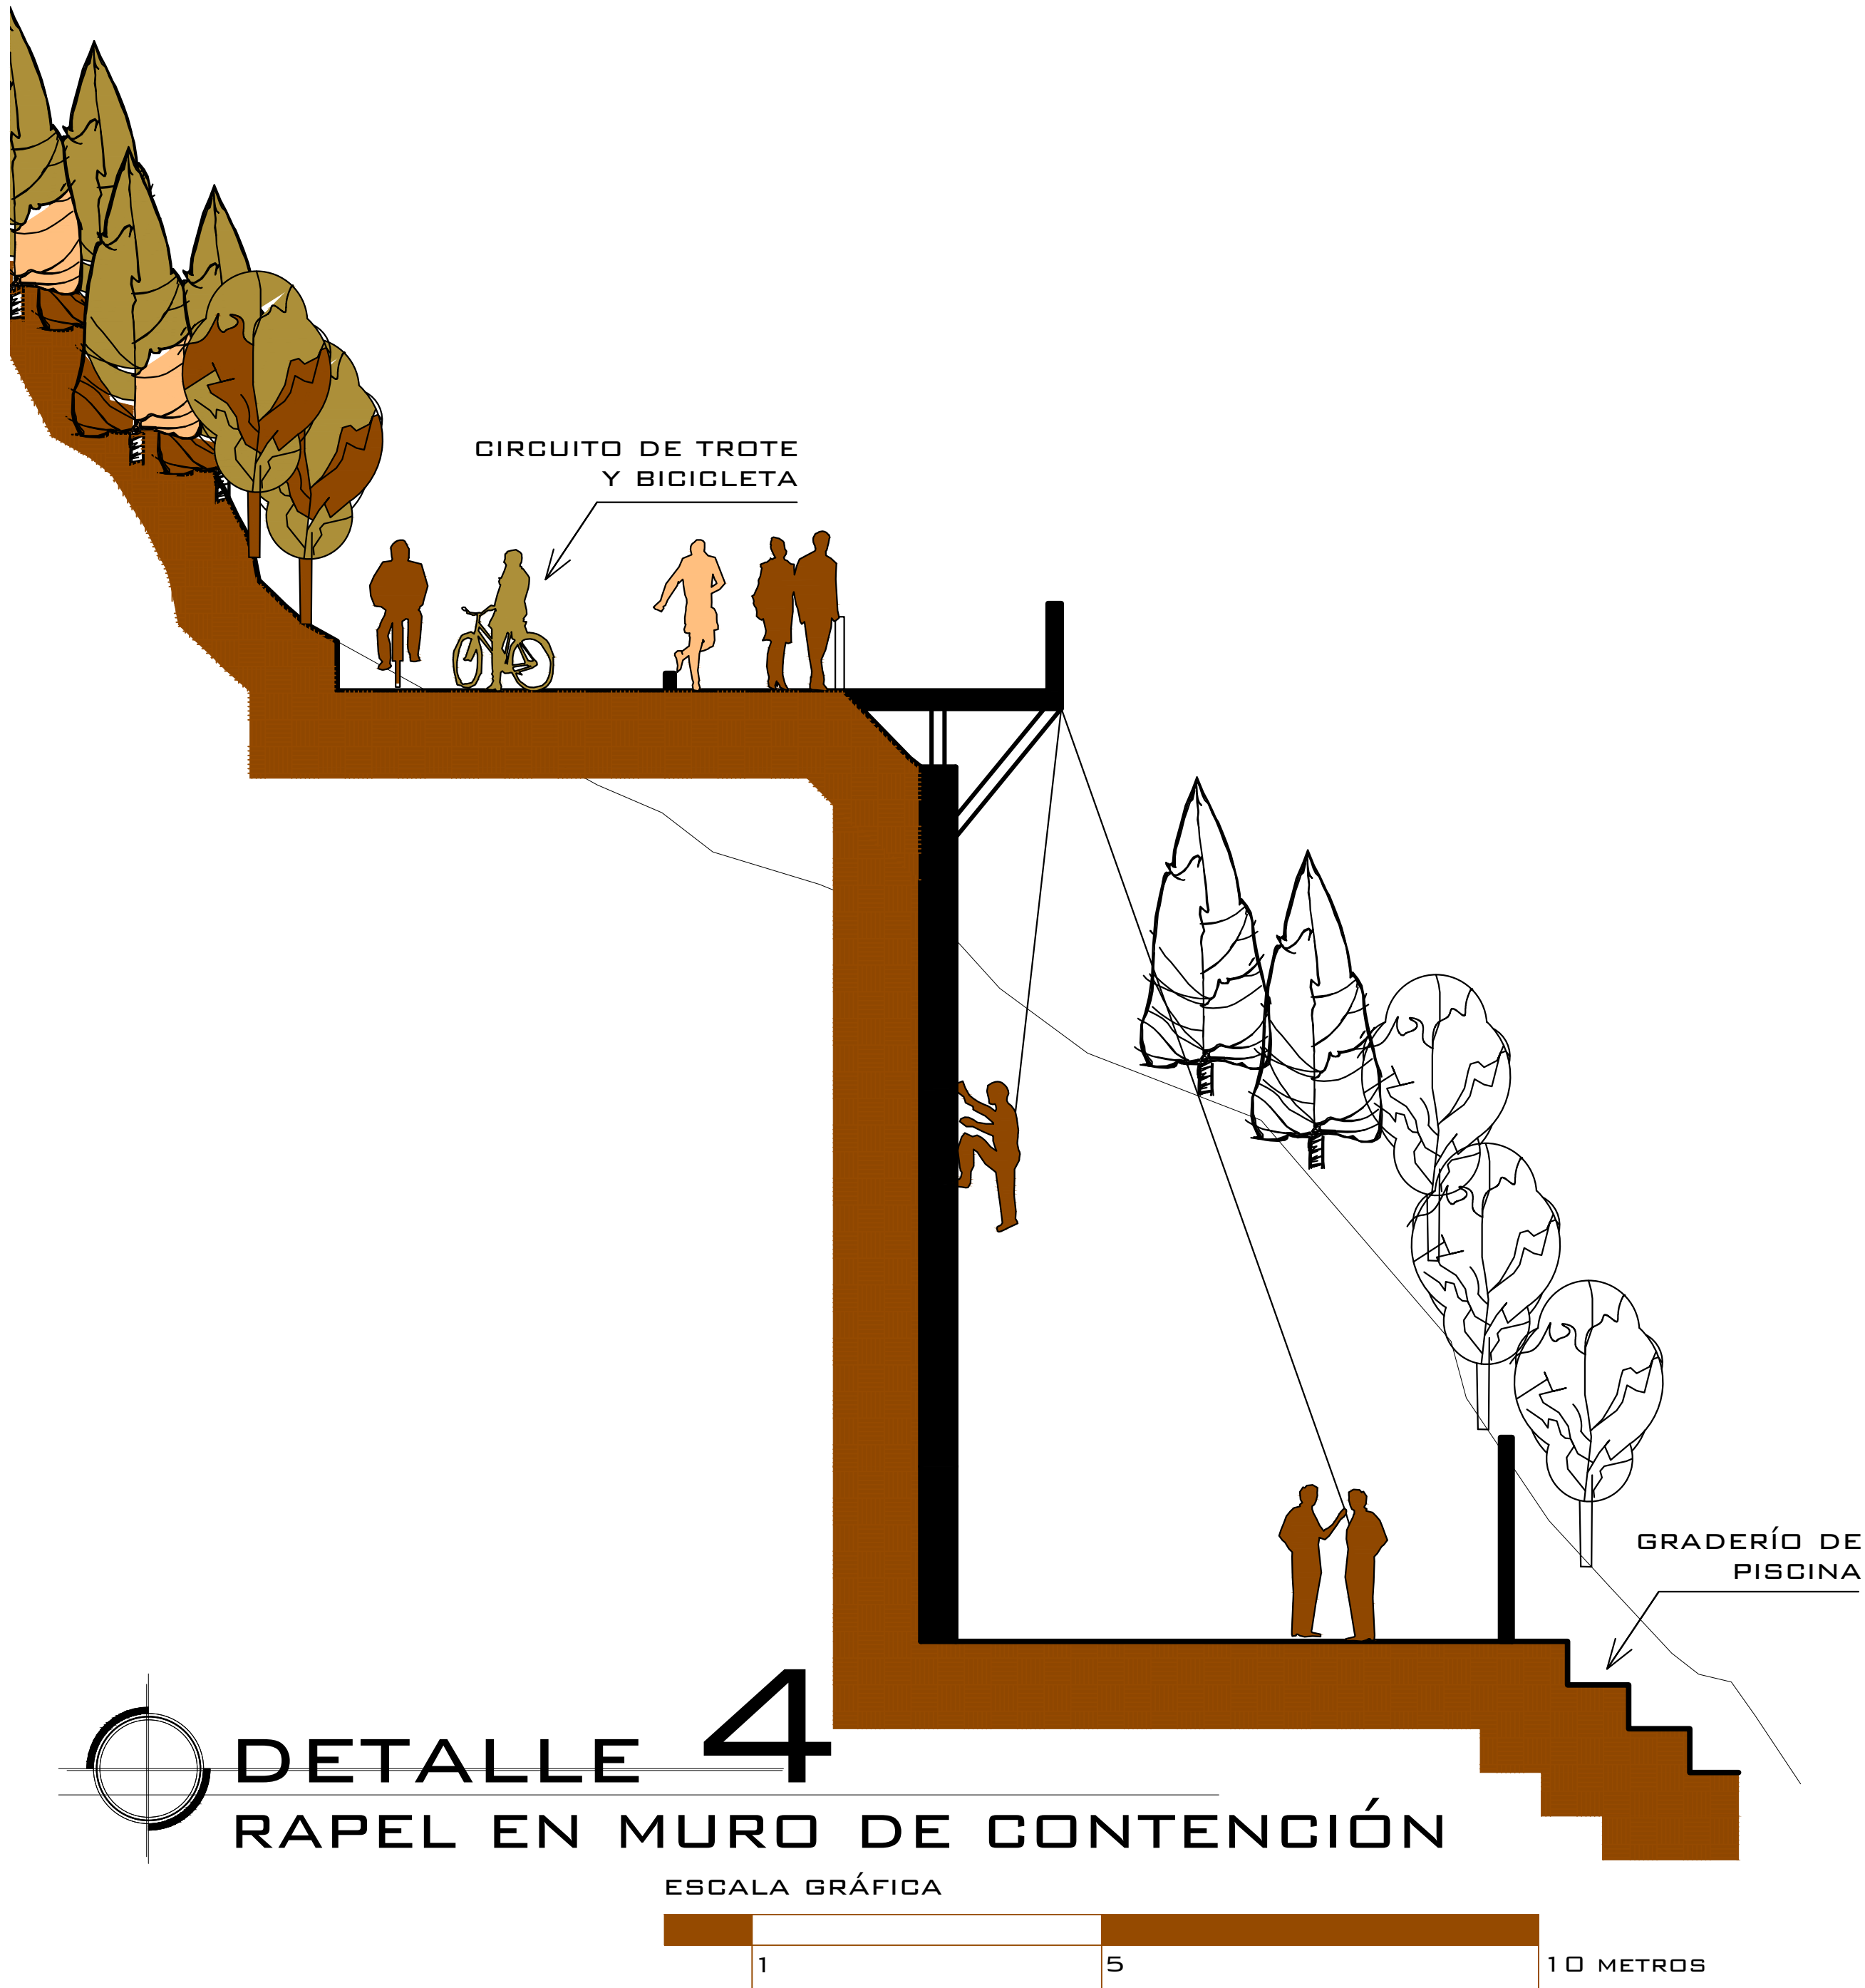 CIRCUITO DE TROTE
Y BICICLETA
GRADERÍO DE
PISCINA
DETALLE 4
RAPEL EN MURO DE CONTENCIÓN
ESCALA GRÁFICA
1 5 10 METROS